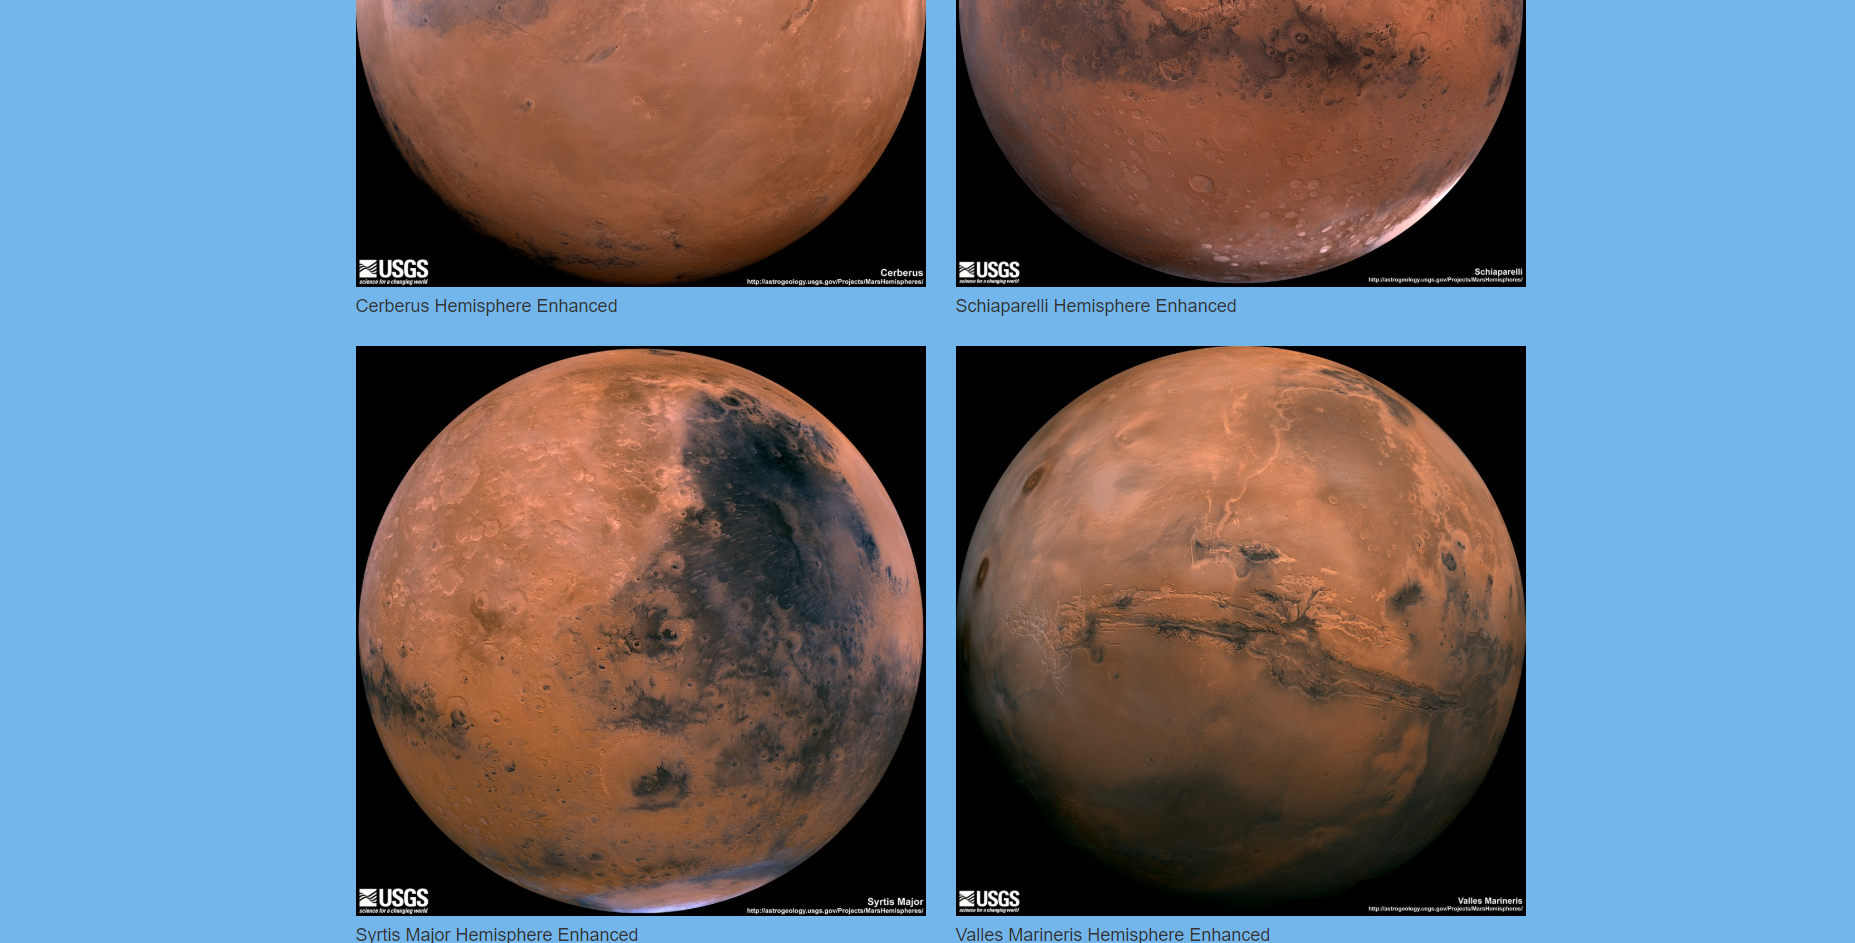 USGS
science for a changing world
Cerberus
http://astrogeology.usgs.gov/Projects/MarsHemispheres/
Cerberus Hemisphere Enhanced
USGS
science for a changing world
Schiaparelli
http://astrogeology.usgs.gov/Projects/MarsHemispheres/
Schiaparelli Hemisphere Enhanced
USGS
science for a changing world
Syrtis Major
http://astrogeology.usgs.gov/Projects/MarsHemispheres/
Syrtis Major Hemisphere Enhanced
USGS
science for a changing world
Valles Marineris
http://astrogeology.usgs.gov/Projects/MarsHemispheres/
Valles Marineris Hemisphere Enhanced